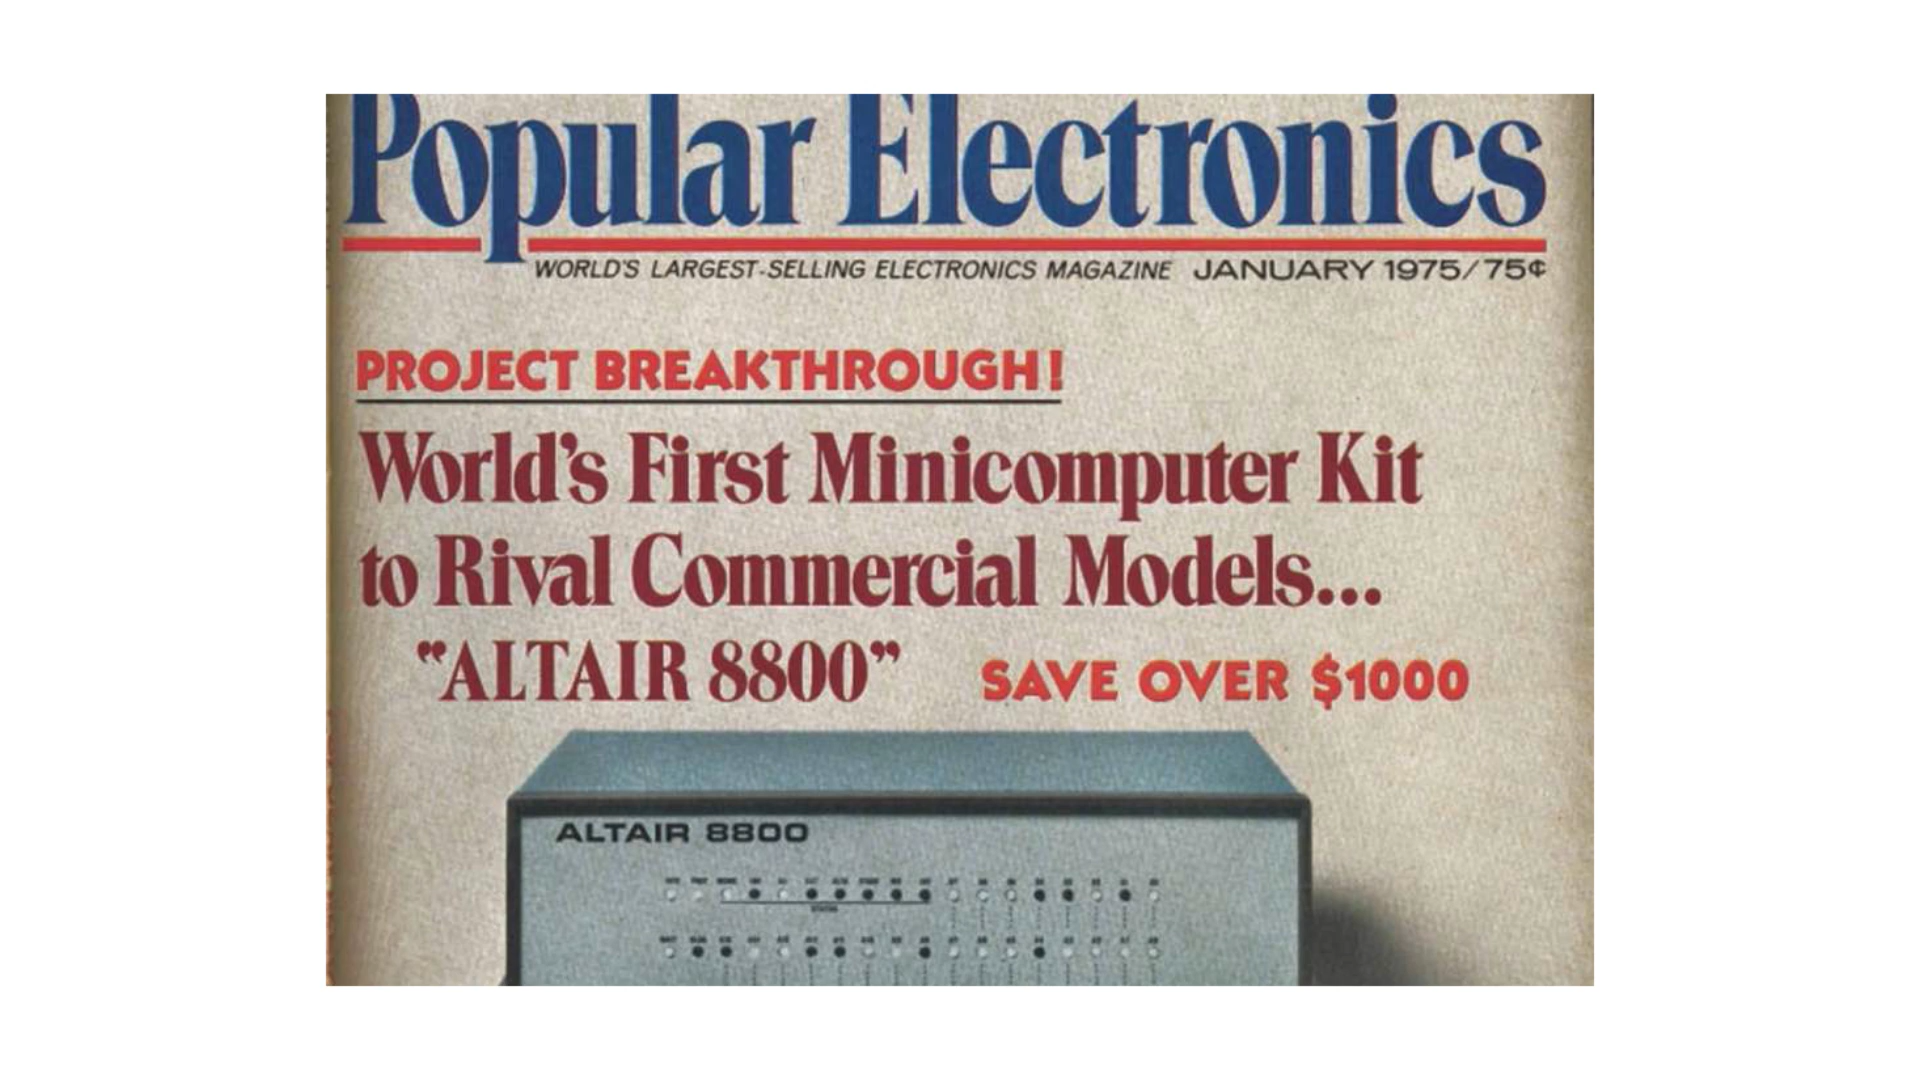 Popular Electronics
WORLD'S LARGEST-SELLING ELECTRONICS MAGAZINE JANUARY 1975/75¢
PROJECT BREAKTHROUGH!
World's First Minicomputer Kit
to Rival Commercial Models...
"ALTAIR 8800" SAVE OVER $1000
ALTAIR 8800